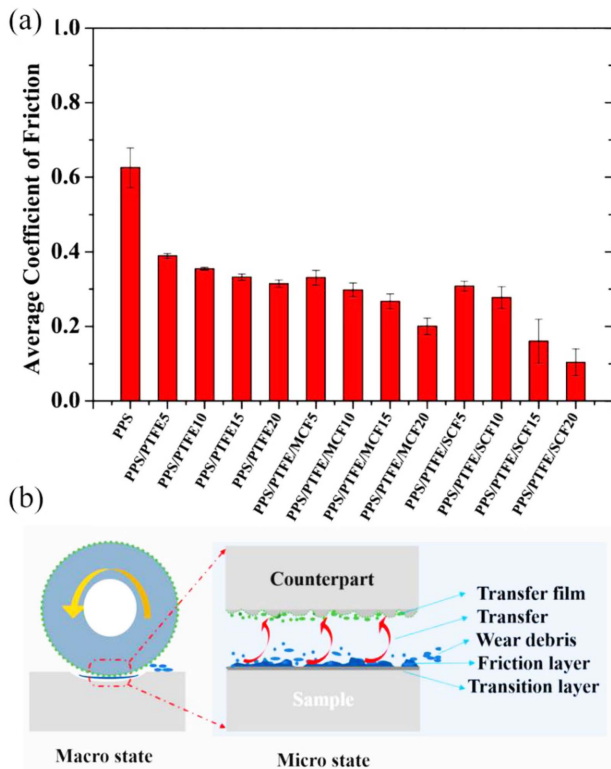 (a)
1.0
0.8
0.6
0.4
0.2
0.0
Average Coefficient of Friction
PPS
PPS/PTFE5
PPS/PTFE10
PPS/PTFE15
PPS/PTFE20
PPS/PTFE/MCF5
PPS/PTFE/MCF10
PPS/PTFE/MCF15
PPS/PTFE/MCF20
PPS/PTFE/SCF5
PPS/PTFE/SCF10
PPS/PTFE/SCF15
PPS/PTFE/SCF20
(b)
Counterpart
Transfer film
Transfer
Wear debris
Friction layer
Transition layer
Sample
Macro state
Micro state